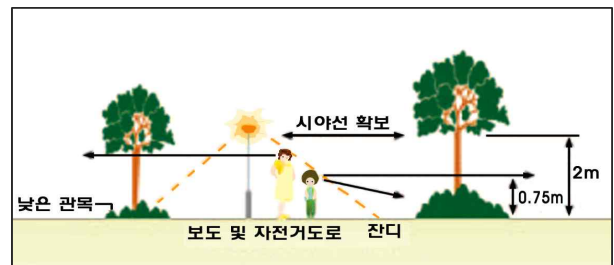 시야선 확보
2m
0.75m
낮은 관목
보도 및 자전거도로
잔디